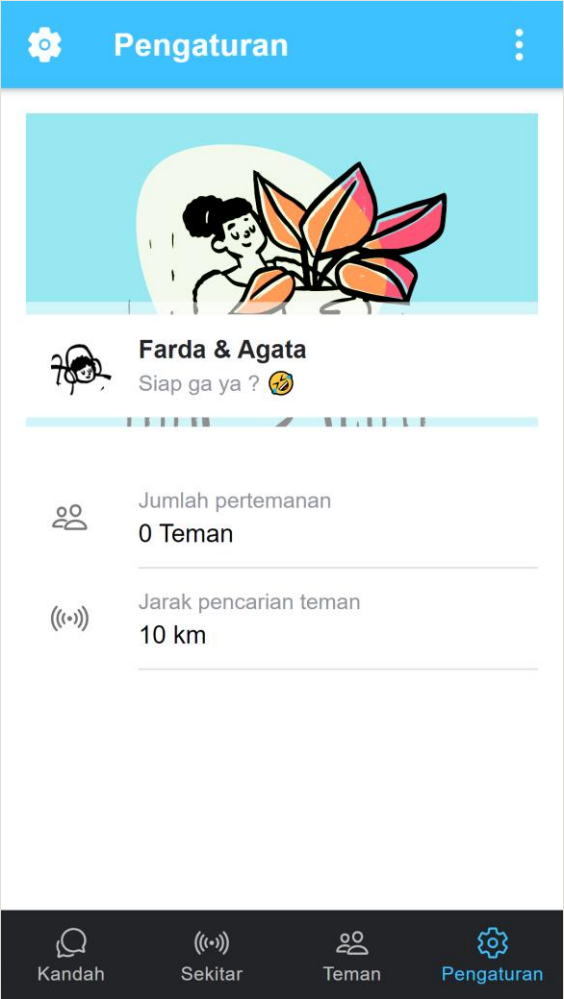 Pengaturan
Farda & Agata
Siap ga ya ? 🤣
Jumlah pertemanan
0 Teman
Jarak pencarian teman
10 km
Kandah
Sekitar
Teman
Pengaturan